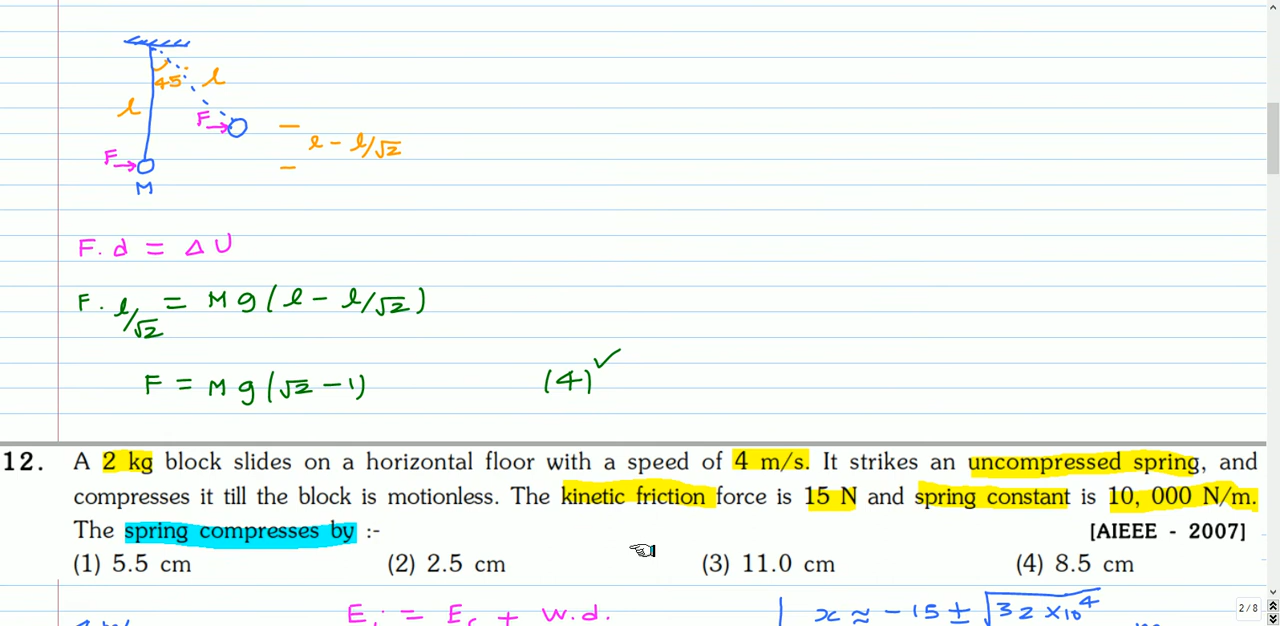 45 l
l
F
l - l/√2
F
M
F. d = Δ U
F. l/√2 = M g ( l - l/√2 )
F = M g ( √2 - 1 ) (4) ✓
12. A 2 kg block slides on a horizontal floor with a speed of 4 m/s. It strikes an uncompressed spring, and
compresses it till the block is motionless. The kinetic friction force is 15 N and spring constant is 10, 000 N/m.
The spring compresses by :- [AIEEE - 2007]
(1) 5.5 cm (2) 2.5 cm (3) 11.0 cm (4) 8.5 cm
x ≈ -15 ± √32 × 10⁴
w.d.
2 / 8